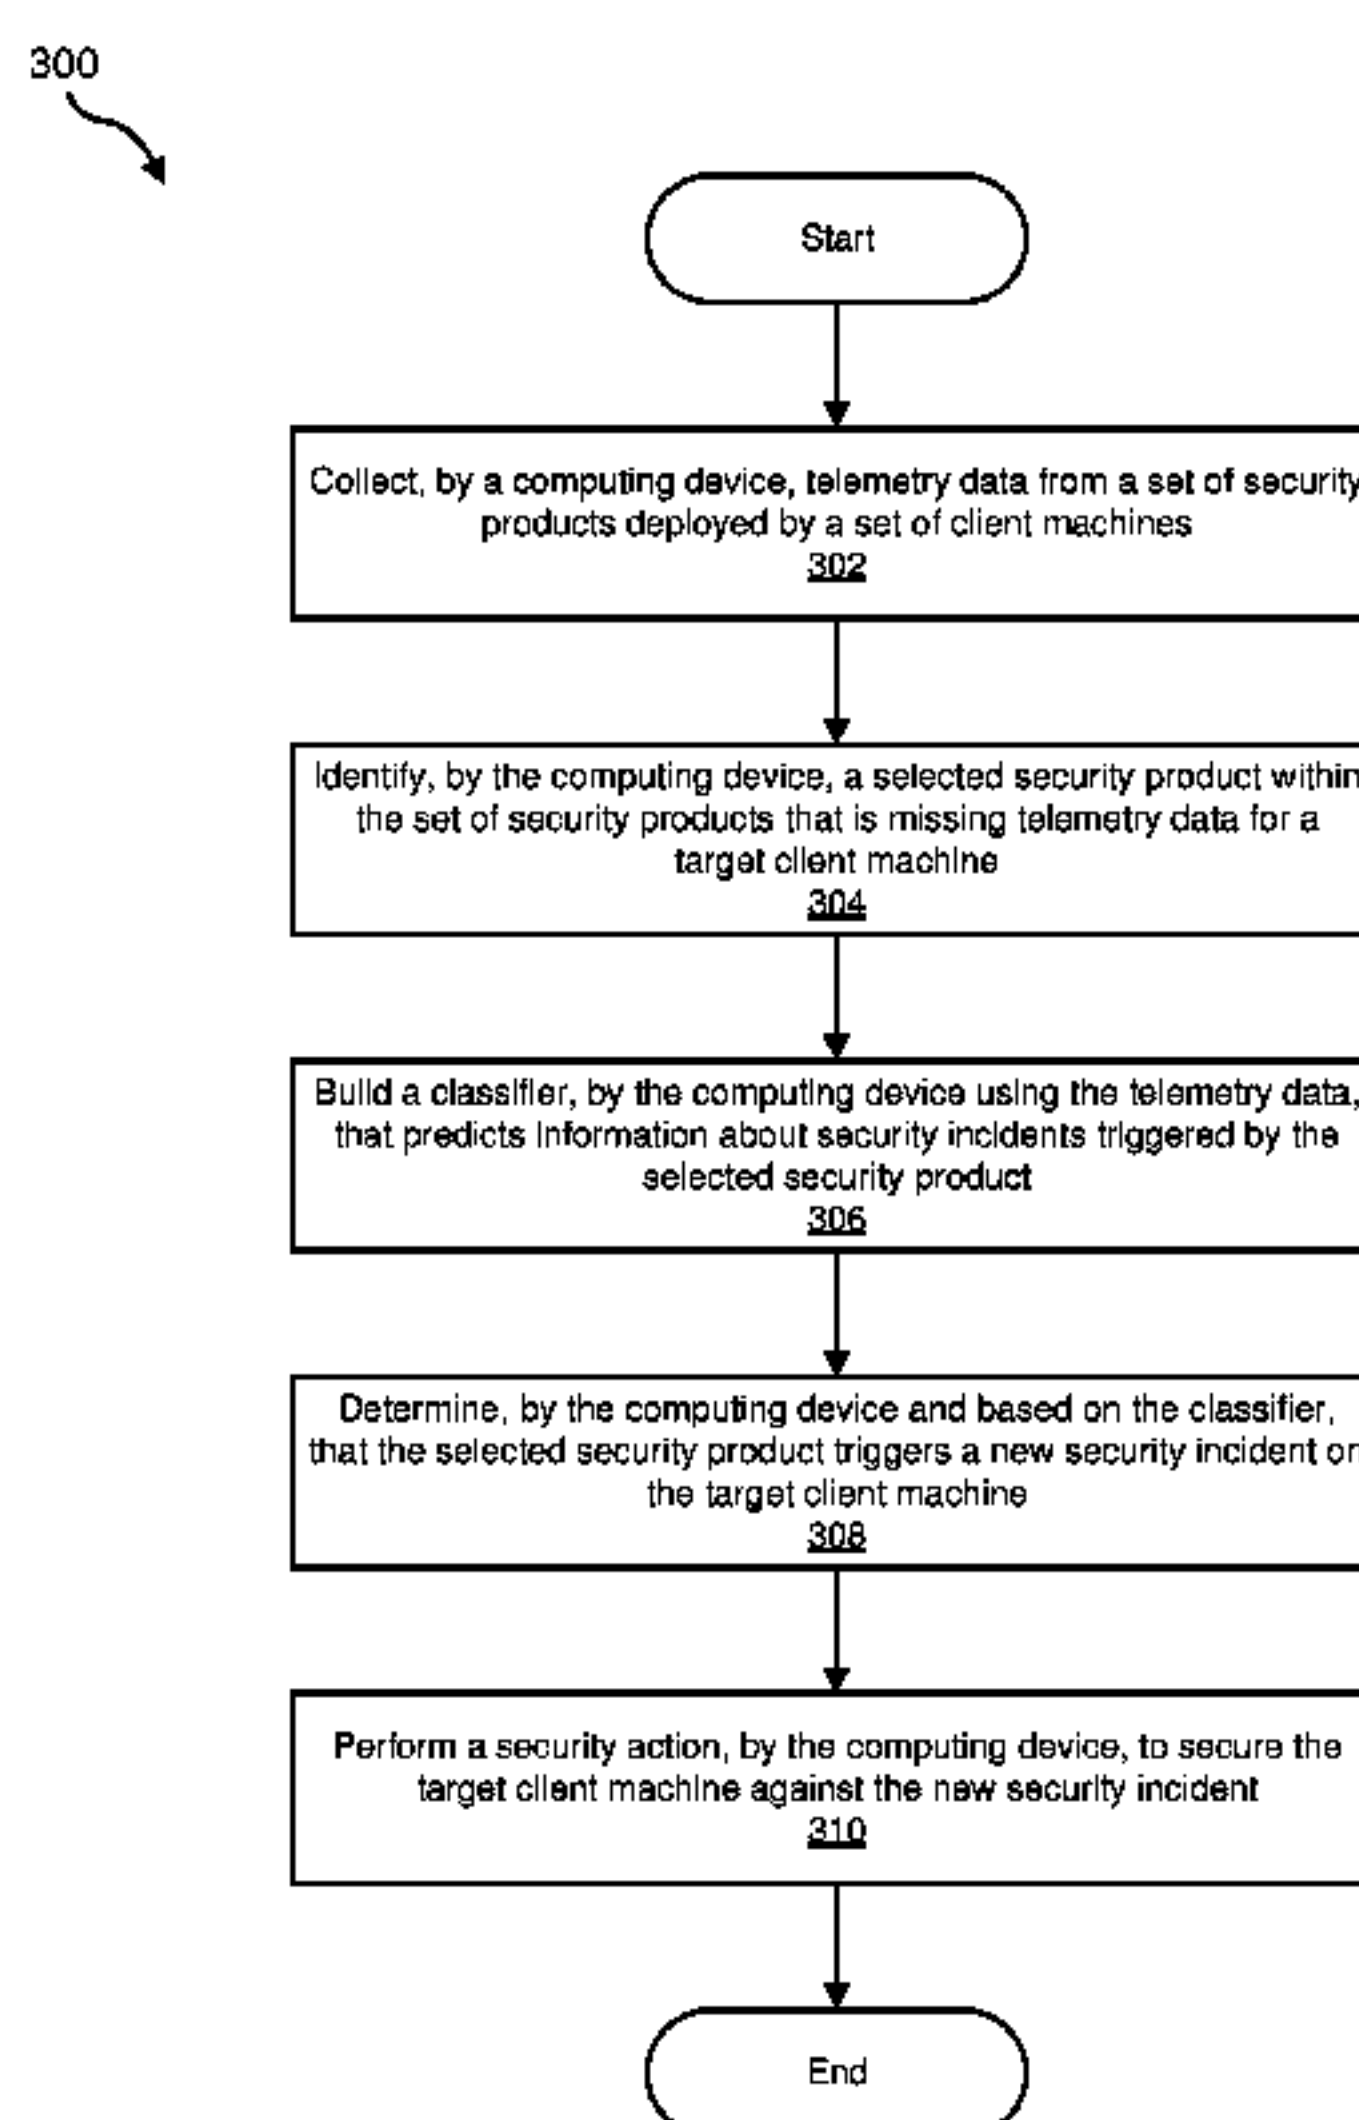 300
Start
Collect, by a computing device, telemetry data from a set of security
products deployed by a set of client machines
302
Identify, by the computing device, a selected security product within
the set of security products that is missing telemetry data for a
target client machine
304
Build a classifier, by the computing device using the telemetry data,
that predicts information about security incidents triggered by the
selected security product
306
Determine, by the computing device and based on the classifier,
that the selected security product triggers a new security incident on
the target client machine
308
Perform a security action, by the computing device, to secure the
target client machine against the new security incident
310
End